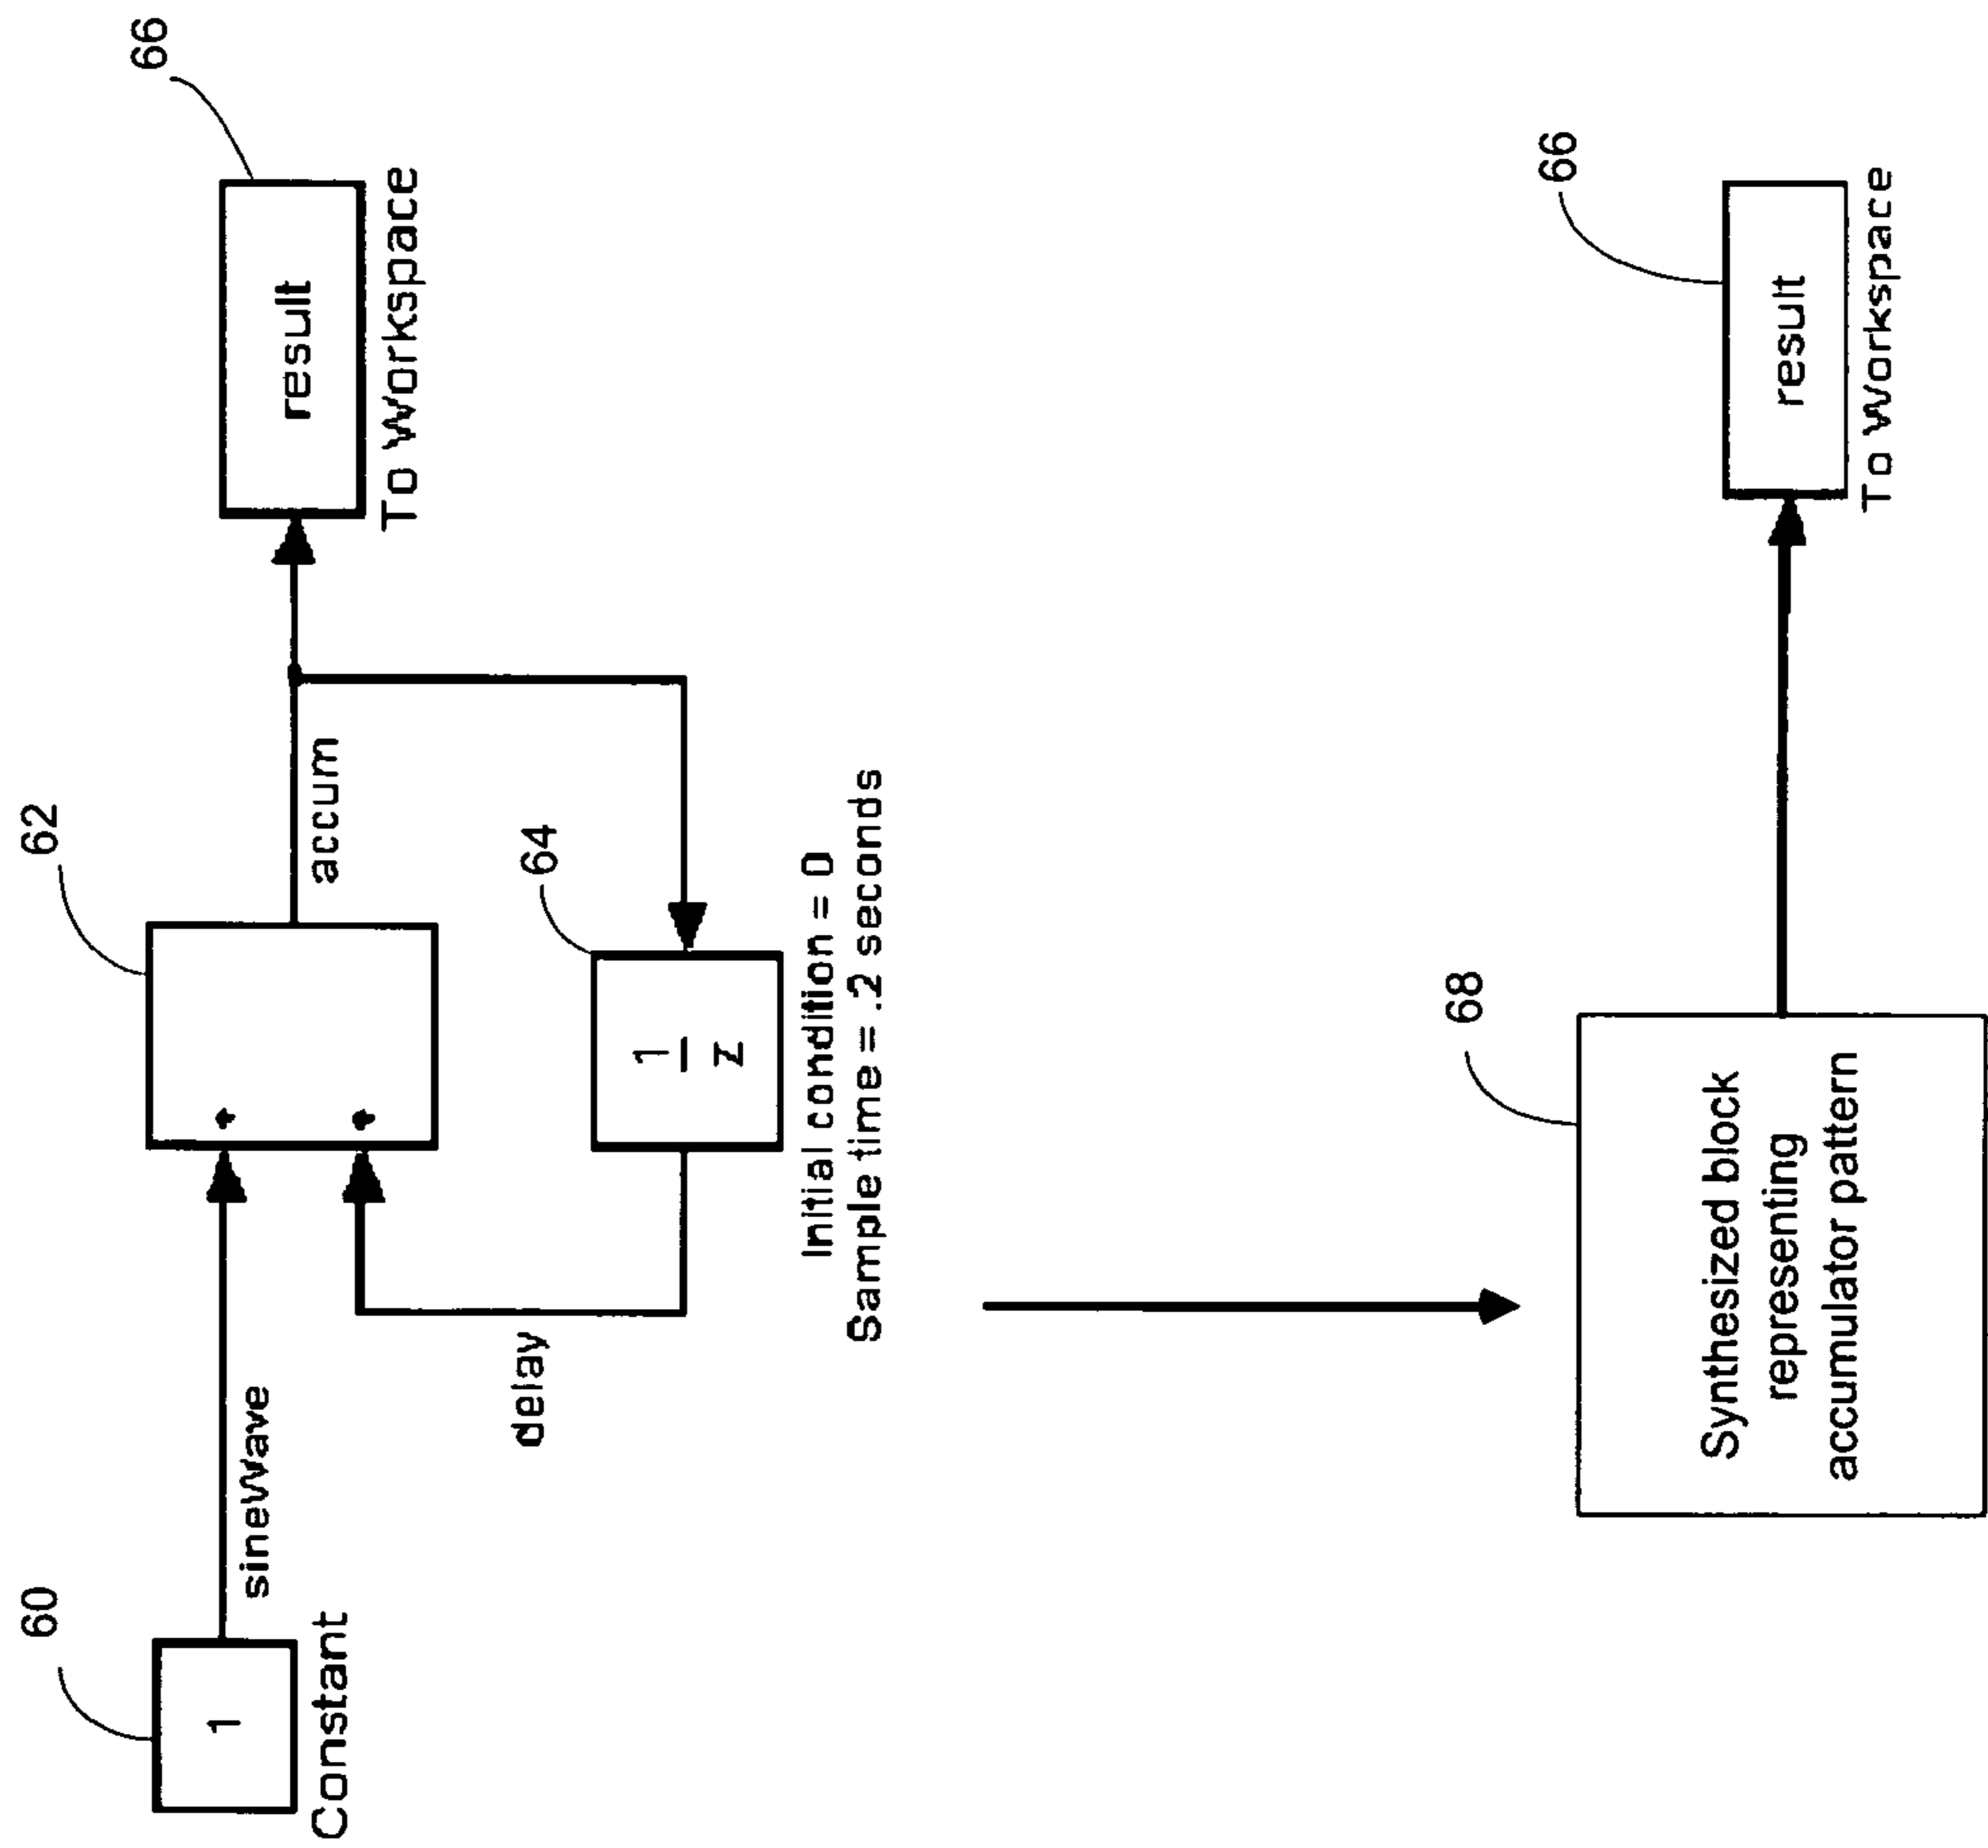 60
1
Constant
sinewave
62
+
+
accum
delay
64
1
z
Initial condition = 0
Sample time = .2 seconds
66
result
To Workspace
68
Synthesized block
representing
accumulator pattern
66
result
To Workspace